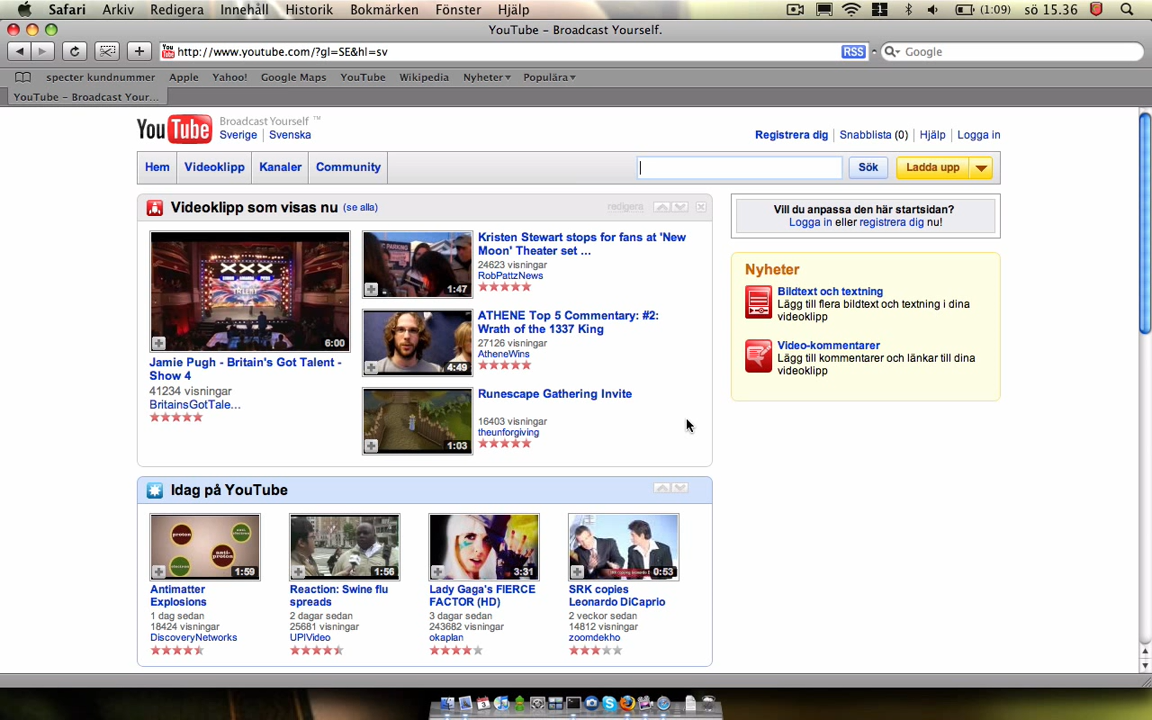 Safari Arkiv Redigera Innehåll Historik Bokmärken Fönster Hjälp (1:09) sö 15.36
YouTube – Broadcast Yourself.
http://www.youtube.com/?gl=SE&hl=sv RSS Google
specter kundnummer Apple Yahoo! Google Maps YouTube Wikipedia Nyheter Populära
YouTube – Broadcast Your...
YouTube Broadcast Yourself ™
Sverige | Svenska
Registrera dig | Snabblista (0) | Hjälp | Logga in
Hem Videoklipp Kanaler Community Sök Ladda upp
Videoklipp som visas nu (se alla) redigera
6:00
Jamie Pugh - Britain's Got Talent -
Show 4
41234 visningar
BritainsGotTale...
1:47
Kristen Stewart stops for fans at 'New
Moon' Theater set ...
24623 visningar
RobPattzNews
4:49
ATHENE Top 5 Commentary: #2:
Wrath of the 1337 King
27126 visningar
AtheneWins
1:03
Runescape Gathering Invite
16403 visningar
theunforgiving
Vill du anpassa den här startsidan?
Logga in eller registrera dig nu!
Nyheter
Bildtext och textning
Lägg till flera bildtext och textning i dina
videoklipp
Video-kommentarer
Lägg till kommentarer och länkar till dina
videoklipp
Idag på YouTube
proton
anti-
proton
1:59
Antimatter
Explosions
1 dag sedan
18424 visningar
DiscoveryNetworks
1:56
Reaction: Swine flu
spreads
2 dagar sedan
25681 visningar
UPIVideo
3:31
Lady Gaga's FIERCE
FACTOR (HD)
3 dagar sedan
243682 visningar
okaplan
0:53
SRK copies
Leonardo DiCaprio
2 veckor sedan
14812 visningar
zoomdekho